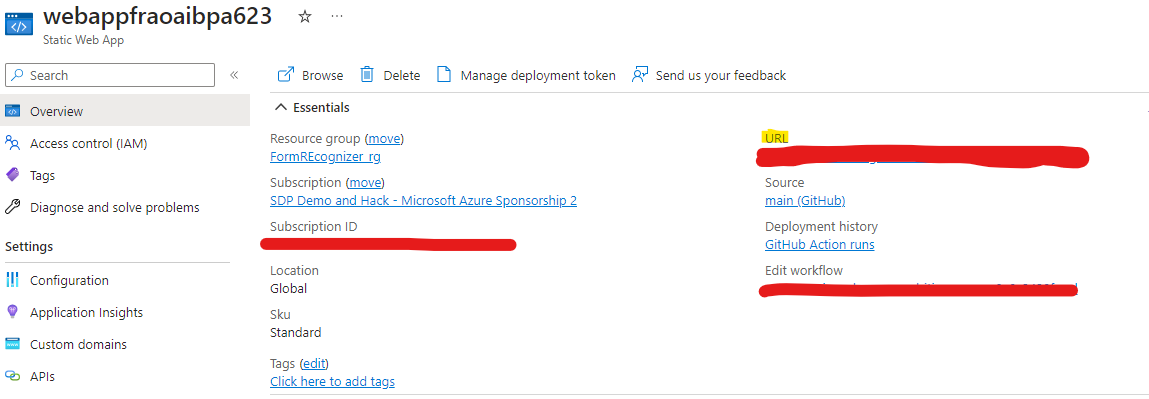 webappfraoaibpa623
Static Web App
Search
Browse
Delete
Manage deployment token
Send us your feedback
Overview
Access control (IAM)
Tags
Diagnose and solve problems
Settings
Configuration
Application Insights
Custom domains
APIs
Essentials
Resource group (move)
FormREcognizer_rg
Subscription (move)
SDP Demo and Hack - Microsoft Azure Sponsorship 2
Subscription ID
Location
Global
Sku
Standard
Tags (edit)
Click here to add tags
URL
Source
main (GitHub)
Deployment history
GitHub Action runs
Edit workflow